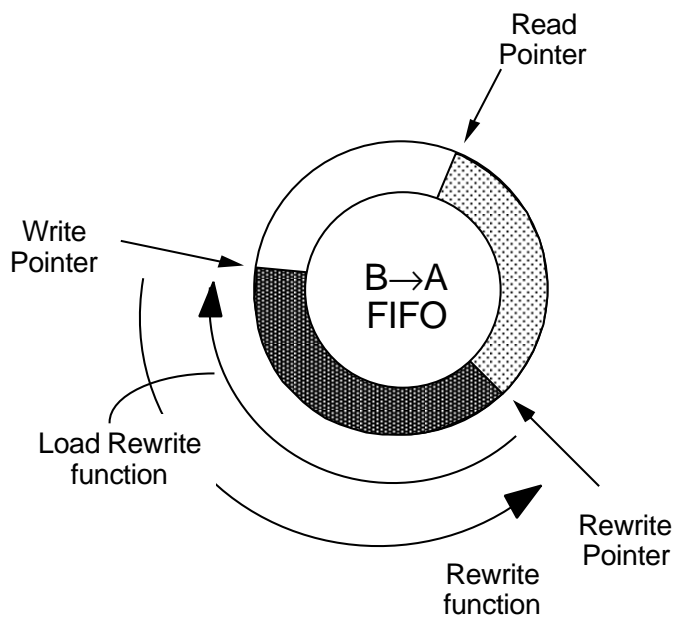 Read
Pointer
Write
Pointer
B→A
FIFO
Load Rewrite
function
Rewrite
Pointer
Rewrite
function